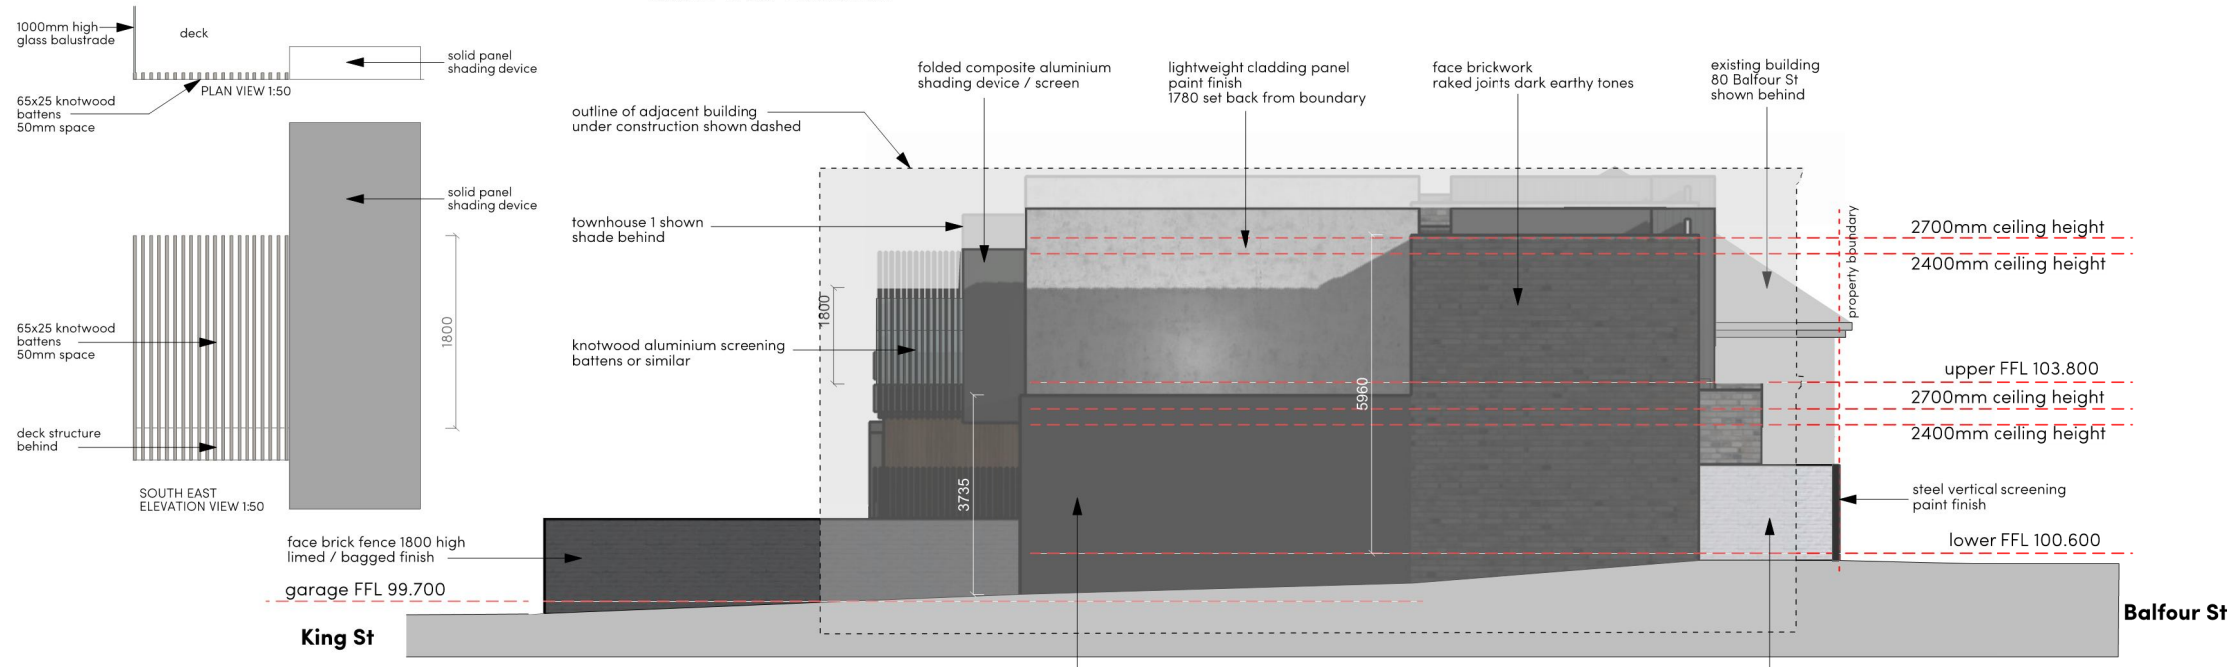 1000mm high
glass balustrade
deck
solid panel
shading device
PLAN VIEW 1:50
65x25 knotwood
battens
50mm space
solid panel
shading device
1800
65x25 knotwood
battens
50mm space
deck structure
behind
SOUTH EAST
ELEVATION VIEW 1:50
outline of adjacent building
under construction shown dashed
folded composite aluminium
shading device / screen
lightweight cladding panel
paint finish
1780 set back from boundary
face brickwork
raked joints dark earthy tones
existing building
80 Balfour St
shown behind
townhouse 1 shown
shade behind
knotwood aluminium screening
battens or similar
1800
3735
5960
property boundary
2700mm ceiling height
2400mm ceiling height
upper FFL 103.800
2700mm ceiling height
2400mm ceiling height
steel vertical screening
paint finish
lower FFL 100.600
face brick fence 1800 high
limed / bagged finish
garage FFL 99.700
King St
Balfour St